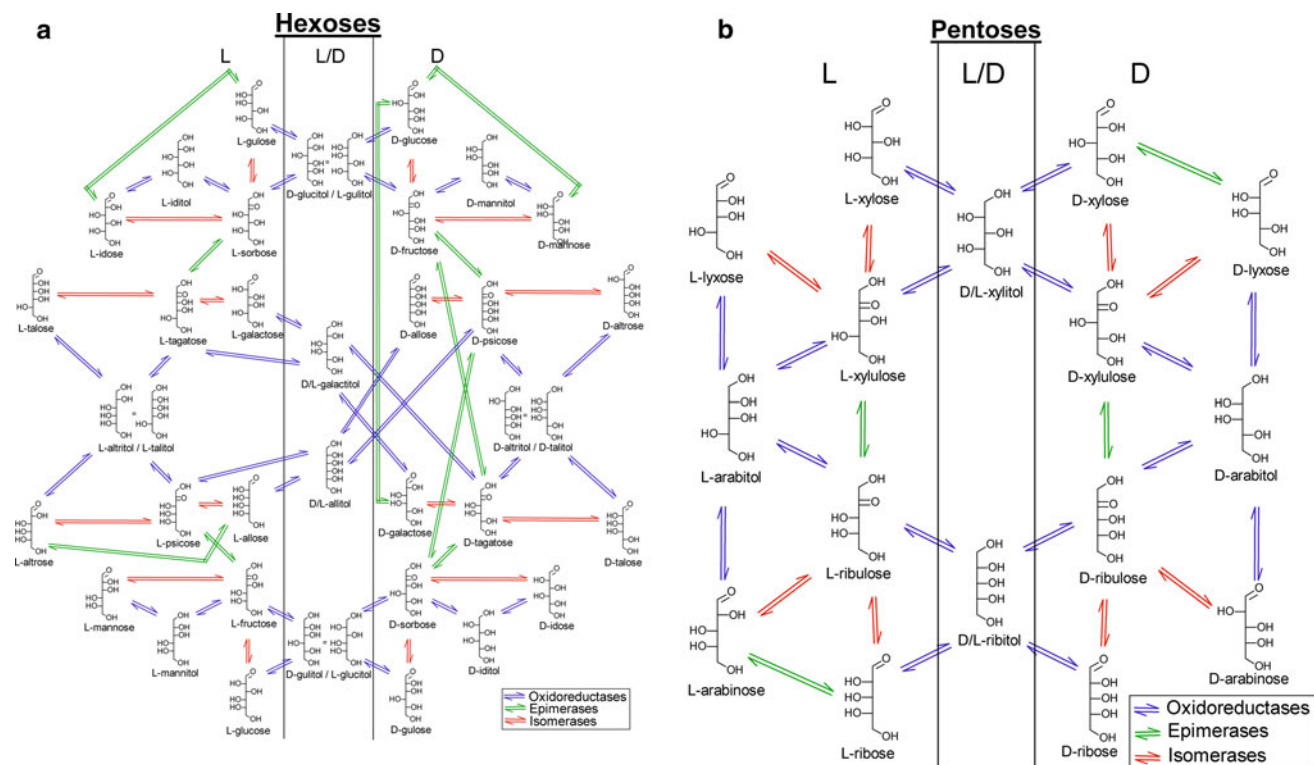 a
Hexoses
L
L/D
D
L-gulose
D-glucose
L-iditol
D-glucitol / L-gulitol
D-mannitol
L-idose
L-sorbose
D-fructose
D-mannose
L-talose
L-tagatose
L-galactose
D-allose
D-psicose
D-altrose
D/L-galactitol
L-altritol / L-talitol
D-altritol / D-talitol
D/L-allitol
L-altrose
L-psicose
L-allose
D-galactose
D-tagatose
D-talose
L-mannose
L-fructose
D-sorbose
D-idose
L-mannitol
D-gulitol / L-glucitol
D-iditol
L-glucose
D-gulose
Oxidoreductases
Epimerases
Isomerases
b
Pentoses
L
L/D
D
L-xylose
D-xylose
L-lyxose
D/L-xylitol
D-lyxose
L-xylulose
D-xylulose
L-arabitol
D-arabitol
L-ribulose
D-ribulose
D/L-ribitol
L-arabinose
D-arabinose
L-ribose
D-ribose
Oxidoreductases
Epimerases
Isomerases